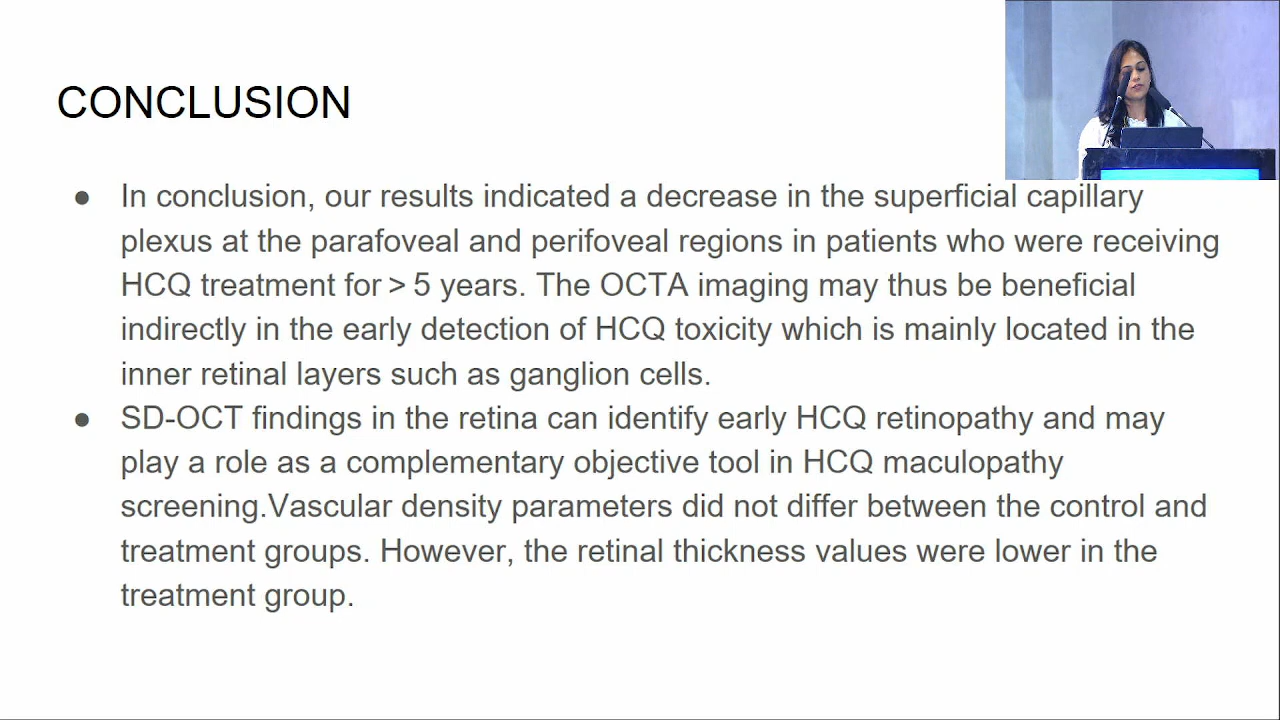 CONCLUSION
● In conclusion, our results indicated a decrease in the superficial capillary
plexus at the parafoveal and perifoveal regions in patients who were receiving
HCQ treatment for > 5 years. The OCTA imaging may thus be beneficial
indirectly in the early detection of HCQ toxicity which is mainly located in the
inner retinal layers such as ganglion cells.
● SD-OCT findings in the retina can identify early HCQ retinopathy and may
play a role as a complementary objective tool in HCQ maculopathy
screening.Vascular density parameters did not differ between the control and
treatment groups. However, the retinal thickness values were lower in the
treatment group.